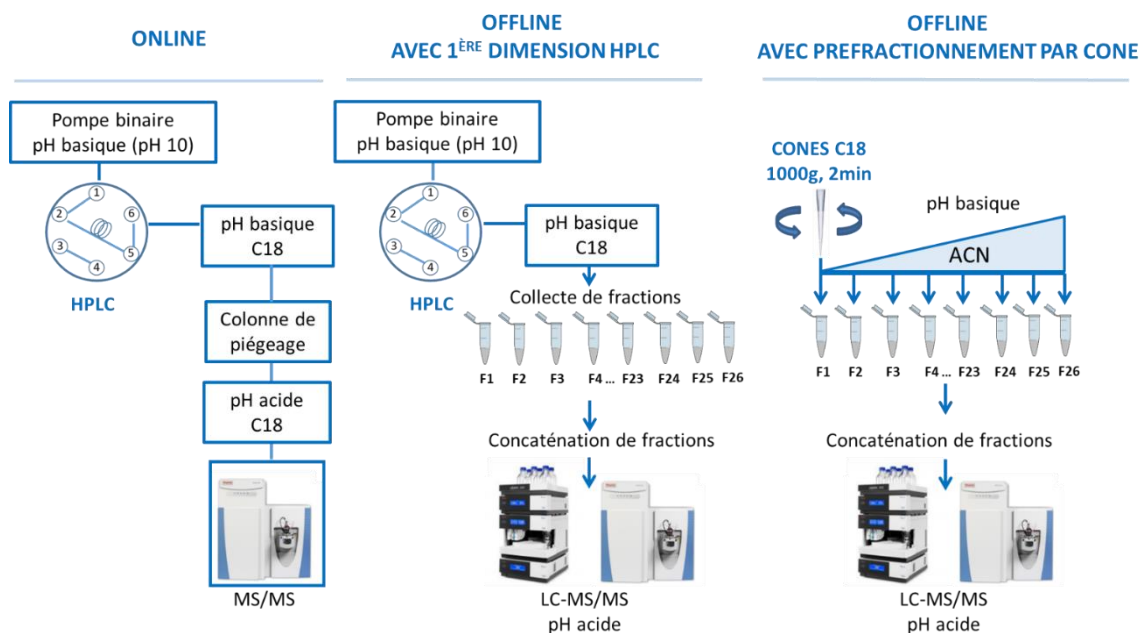 ONLINE
Pompe binaire
pH basique (pH 10)
1
2
6
3
5
4
HPLC
pH basique
C18
Colonne de
piégeage
pH acide
C18
MS/MS
OFFLINE
AVEC 1ÈRE DIMENSION HPLC
Pompe binaire
pH basique (pH 10)
1
2
6
3
5
4
HPLC
pH basique
C18
Collecte de fractions
F1 F2 F3 F4 ... F23 F24 F25 F26
Concaténation de fractions
LC-MS/MS
pH acide
OFFLINE
AVEC PREFRACTIONNEMENT PAR CONE
CONES C18
1000g, 2min
pH basique
ACN
F1 F2 F3 F4 ... F23 F24 F25 F26
Concaténation de fractions
LC-MS/MS
pH acide